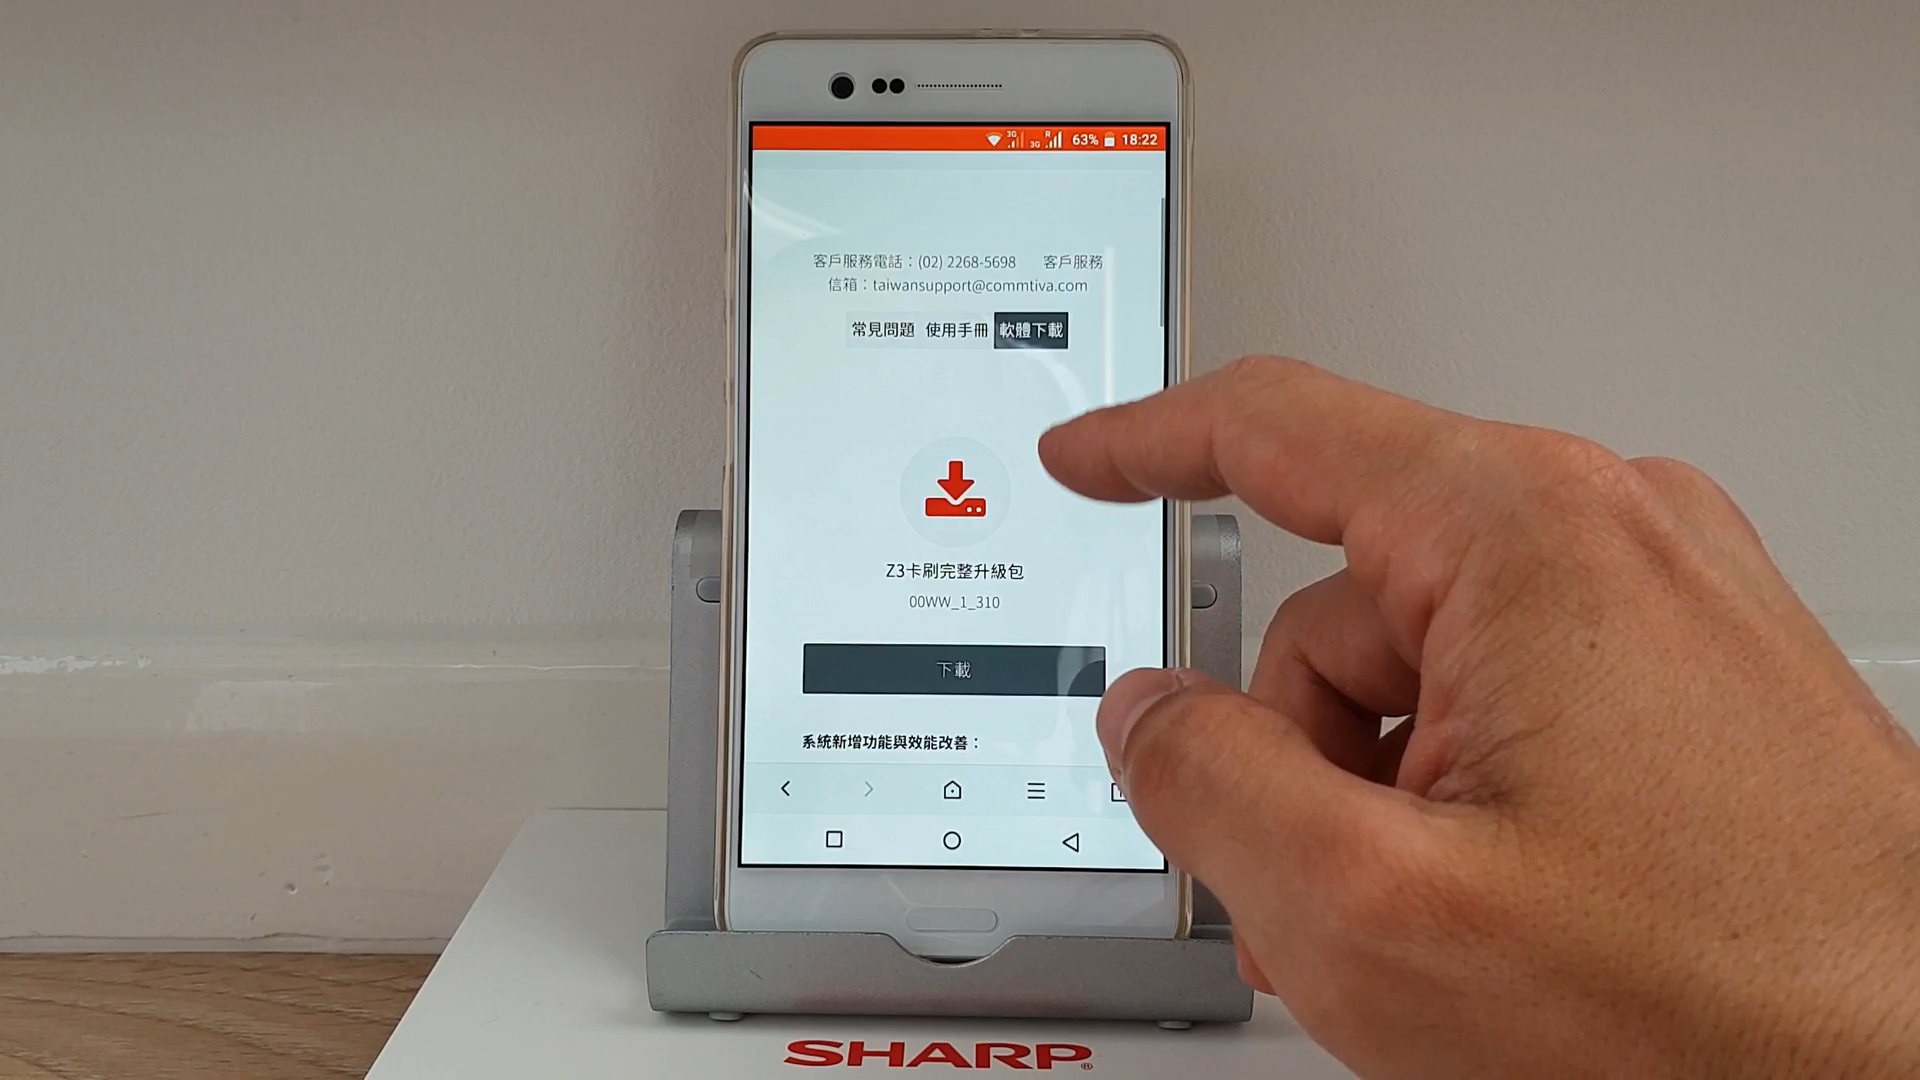 3G 3G R 63% 18:22
客戶服務電話：(02) 2268-5698 客戶服務
信箱：taiwansupport@commtiva.com
常見問題 使用手冊 軟體下載
Z3卡刷完整升級包
00WW_1_310
下載
系統新增功能與效能改善：
SHARP®